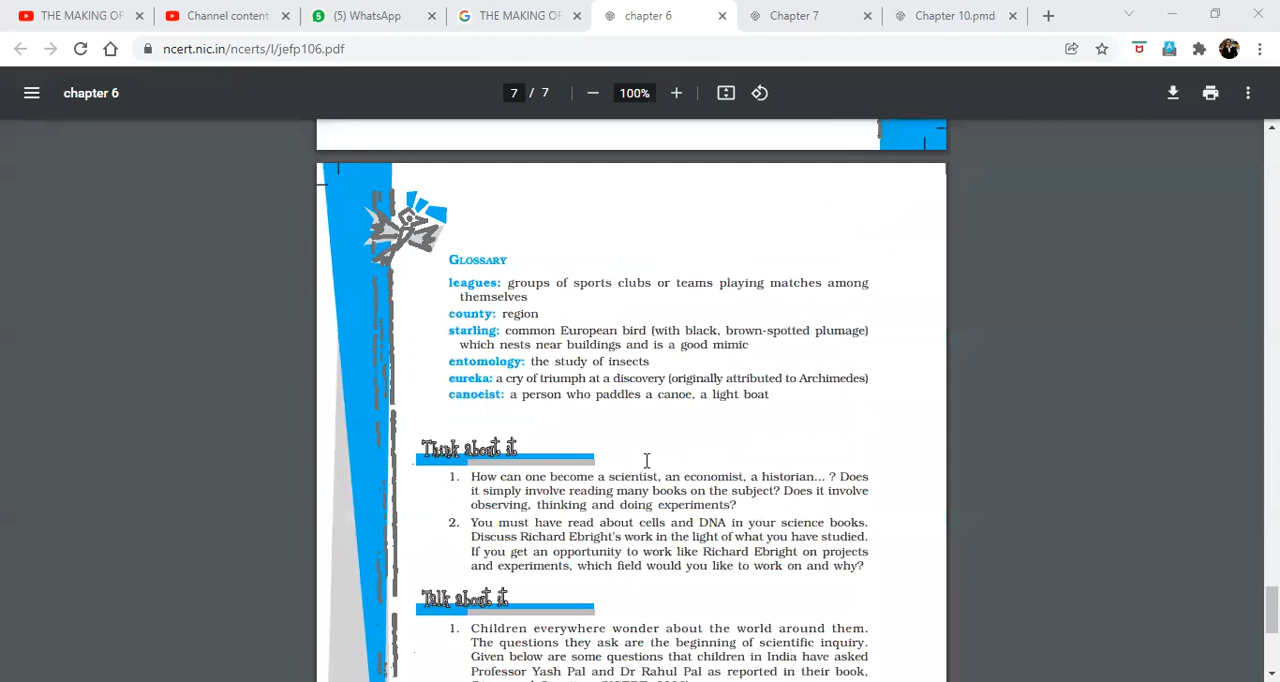 THE MAKING OF
Channel content
(5) WhatsApp
THE MAKING OF
chapter 6
Chapter 7
Chapter 10.pmd
ncert.nic.in/ncerts/l/jefp106.pdf
chapter 6
7 / 7
100%
GLOSSARY
leagues: groups of sports clubs or teams playing matches among
themselves
county: region
starling: common European bird (with black, brown-spotted plumage)
which nests near buildings and is a good mimic
entomology: the study of insects
eureka: a cry of triumph at a discovery (originally attributed to Archimedes)
canoeist: a person who paddles a canoe, a light boat
Think about it
1. How can one become a scientist, an economist, a historian... ? Does
it simply involve reading many books on the subject? Does it involve
observing, thinking and doing experiments?
2. You must have read about cells and DNA in your science books.
Discuss Richard Ebright's work in the light of what you have studied.
If you get an opportunity to work like Richard Ebright on projects
and experiments, which field would you like to work on and why?
Talk about it
1. Children everywhere wonder about the world around them.
The questions they ask are the beginning of scientific inquiry.
Given below are some questions that children in India have asked
Professor Yash Pal and Dr Rahul Pal as reported in their book,